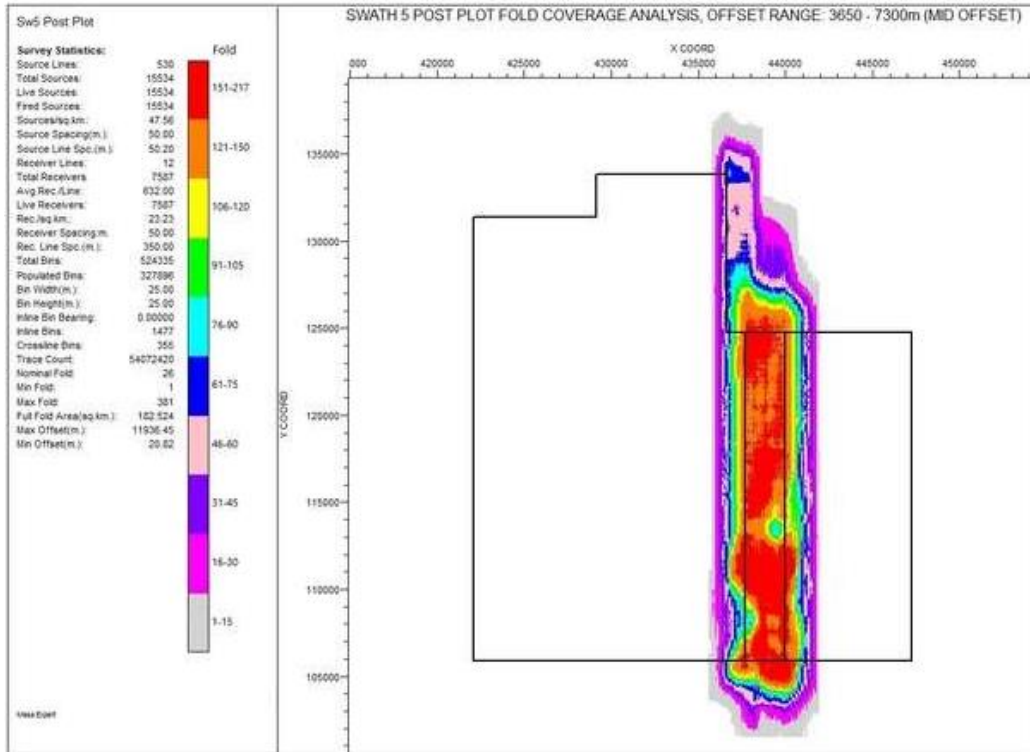 SWATH 5 POST PLOT FOLD COVERAGE ANALYSIS, OFFSET RANGE: 3650 - 7300m (MID OFFSET)
Sw5 Post Plot
Survey Statistics:
Source Lines: 530
Total Sources: 15534
Live Sources: 15534
Fired Sources: 15534
Sources/sq.km.: 47.56
Source Spacing(m.) 50.00
Source Line Spc.(m.) 50.20
Receiver Lines: 12
Total Receivers 7587
Avg Rec./Line: 632.00
Live Receivers: 7587
Rec./sq.km.: 23.23
Receiver Spacing:m. 50.00
Rec. Line Spc.(m.): 350.00
Total Bins: 524335
Populated Bins: 327896
Bin Width(m.): 25.00
Bin Height(m.): 25.00
Inline Bin Bearing: 0.00000
Inline Bins: 1477
Crossline Bins: 355
Trace Count: 54072420
Nominal Fold: 26
Min Fold: 1
Max Fold: 381
Full Fold Area(sq.km.): 182.524
Max Offset(m.): 11936.45
Min Offset(m.): 20.82
Fold
151-217
121-150
106-120
91-105
76-90
61-75
46-60
31-45
16-30
1-15
Mesa Expert
X COORD
000 420000 425000 430000 435000 440000 445000 450000
Y COORD
135000
130000
125000
120000
115000
110000
105000